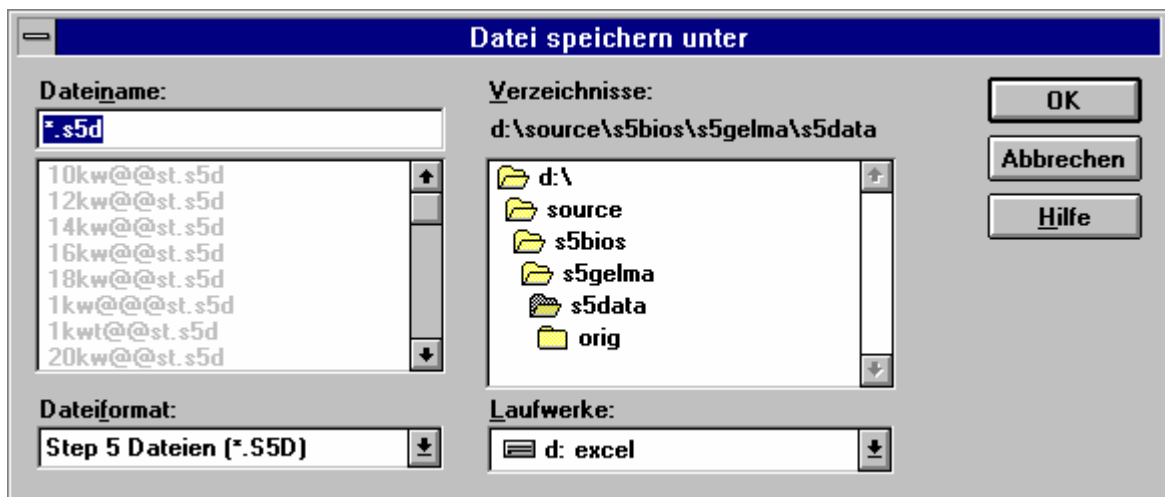 Datei speichern unter
Dateiname:
*.s5d
10kw@@st.s5d
12kw@@st.s5d
14kw@@st.s5d
16kw@@st.s5d
18kw@@st.s5d
1kw@@@st.s5d
1kwt@@st.s5d
20kw@@st.s5d
Dateiformat:
Step 5 Dateien (*.S5D)
Verzeichnisse:
d:\source\s5bios\s5gelma\s5data
d:\
source
s5bios
s5gelma
s5data
orig
Laufwerke:
d: excel
OK
Abbrechen
Hilfe